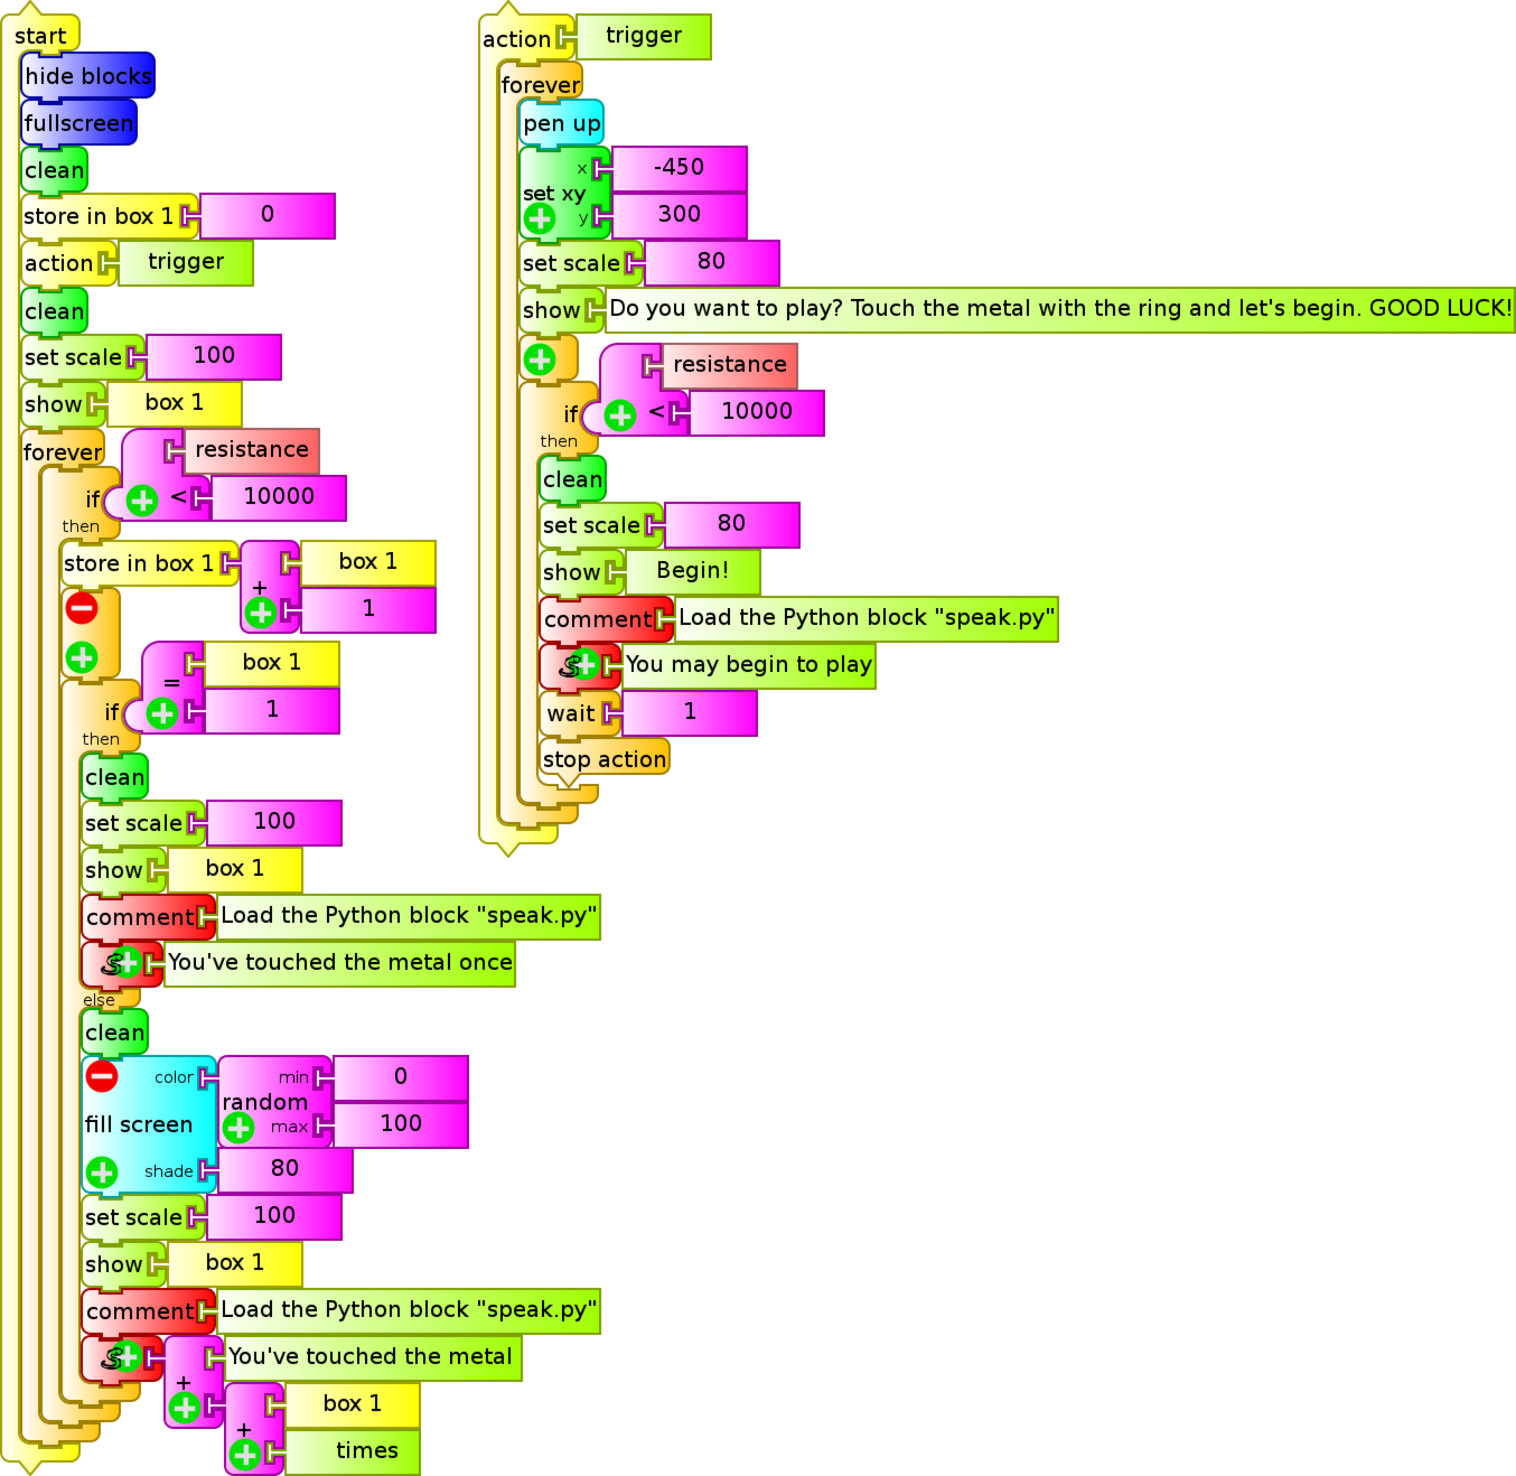 start
hide blocks
fullscreen
clean
store in box 1 0
action trigger
clean
set scale 100
show box 1
forever
resistance
if < 10000
then
store in box 1 box 1
+ 1
box 1
=
if 1
then
clean
set scale 100
show box 1
comment Load the Python block "speak.py"
You've touched the metal once
else
clean
color min 0
random
fill screen max 100
shade 80
set scale 100
show box 1
comment Load the Python block "speak.py"
You've touched the metal
+
box 1
+
times
action trigger
forever
pen up
x -450
set xy
y 300
set scale 80
show Do you want to play? Touch the metal with the ring and let's begin. GOOD LUCK!
resistance
if < 10000
then
clean
set scale 80
show Begin!
comment Load the Python block "speak.py"
You may begin to play
wait 1
stop action